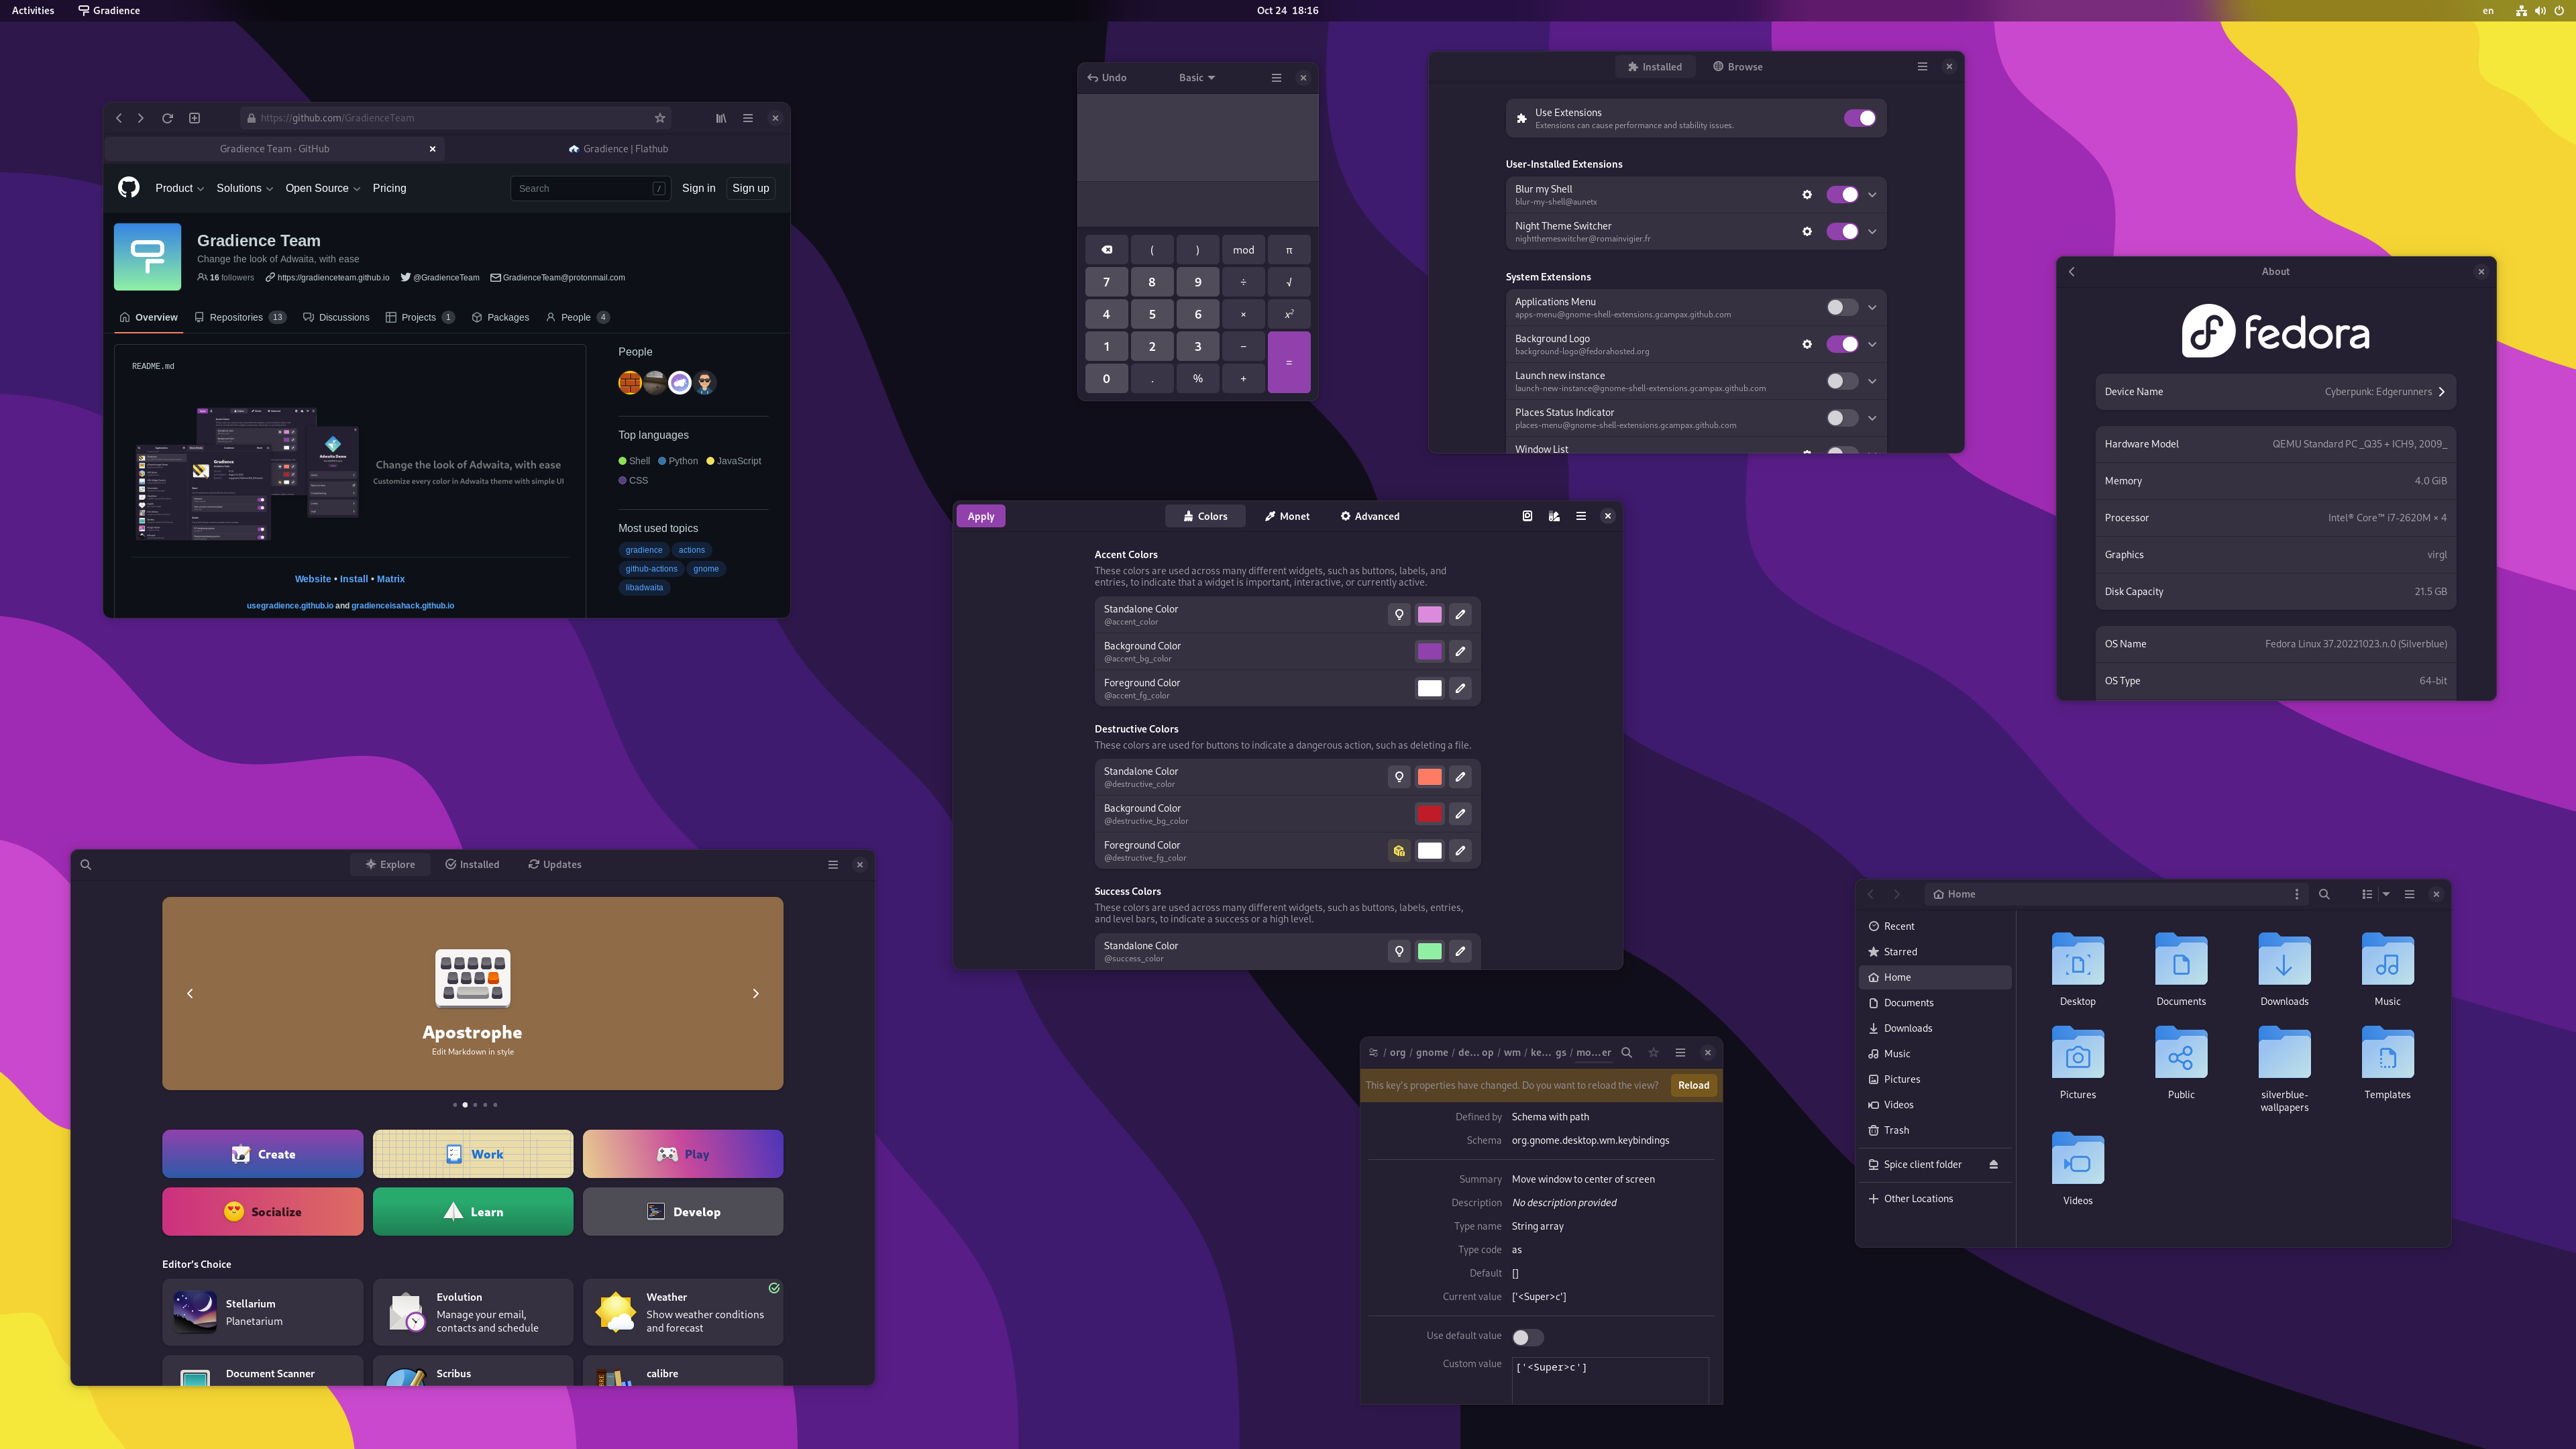 Activities
Gradience
Oct 24 18:16
en
https://github.com/GradienceTeam
Gradience Team - GitHub
Gradience | Flathub
Product
Solutions
Open Source
Pricing
Search
/
Sign in
Sign up
Gradience Team
Change the look of Adwaita, with ease
16 followers
https://gradienceteam.github.io
@GradienceTeam
GradienceTeam@protonmail.com
Overview
Repositories 13
Discussions
Projects 1
Packages
People 4
README.md
Change the look of Adwaita, with ease
Customize every color in Adwaita theme with simple UI
Website • Install • Matrix
usegradience.github.io and gradienceisahack.github.io
People
Top languages
Shell Python JavaScript
CSS
Most used topics
gradience actions
github-actions gnome
libadwaita
Undo
Basic
( ) mod π
7 8 9 ÷ √
4 5 6 × x²
1 2 3 − =
0 . % +
Installed
Browse
Use Extensions
Extensions can cause performance and stability issues.
User-Installed Extensions
Blur my Shell
blur-my-shell@aunetx
Night Theme Switcher
nightthemeswitcher@romainvigier.fr
System Extensions
Applications Menu
apps-menu@gnome-shell-extensions.gcampax.github.com
Background Logo
background-logo@fedorahosted.org
Launch new instance
launch-new-instance@gnome-shell-extensions.gcampax.github.com
Places Status Indicator
places-menu@gnome-shell-extensions.gcampax.github.com
Window List
About
fedora
Device Name
Cyberpunk: Edgerunners
Hardware Model
QEMU Standard PC _Q35 + ICH9, 2009_
Memory
4.0 GiB
Processor
Intel® Core™ i7-2620M × 4
Graphics
virgl
Disk Capacity
21.5 GB
OS Name
Fedora Linux 37.20221023.n.0 (Silverblue)
OS Type
64-bit
Apply
Colors
Monet
Advanced
Accent Colors
These colors are used across many different widgets, such as buttons, labels, and
entries, to indicate that a widget is important, interactive, or currently active.
Standalone Color
@accent_color
Background Color
@accent_bg_color
Foreground Color
@accent_fg_color
Destructive Colors
These colors are used for buttons to indicate a dangerous action, such as deleting a file.
Standalone Color
@destructive_color
Background Color
@destructive_bg_color
Foreground Color
@destructive_fg_color
Success Colors
These colors are used across many different widgets, such as buttons, labels, entries,
and level bars, to indicate a success or a high level.
Standalone Color
@success_color
Explore
Installed
Updates
Apostrophe
Edit Markdown in style
Create
Work
Play
Socialize
Learn
Develop
Editor's Choice
Stellarium
Planetarium
Evolution
Manage your email,
contacts and schedule
Weather
Show weather conditions
and forecast
Document Scanner
Scribus
calibre
/ org / gnome / de… op / wm / ke… gs / mo…er
This key's properties have changed. Do you want to reload the view?
Reload
Defined by Schema with path
Schema org.gnome.desktop.wm.keybindings
Summary Move window to center of screen
Description No description provided
Type name String array
Type code as
Default []
Current value ['<Super>c']
Use default value
Custom value ['<Super>c']
Home
Recent
Starred
Home
Documents
Downloads
Music
Pictures
Videos
Trash
Spice client folder
Other Locations
Desktop
Documents
Downloads
Music
Pictures
Public
silverblue-
wallpapers
Templates
Videos